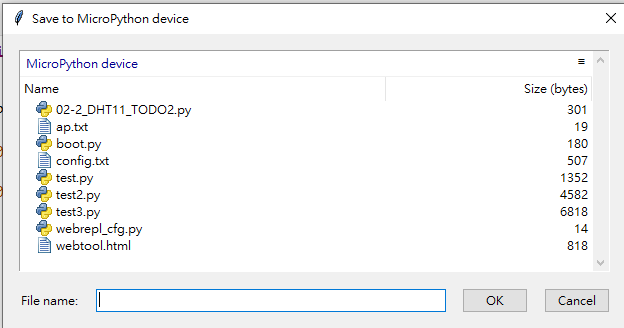 Save to MicroPython device
MicroPython device
Name Size (bytes)
02-2_DHT11_TODO2.py 301
ap.txt 19
boot.py 180
config.txt 507
test.py 1352
test2.py 4582
test3.py 6818
webrepl_cfg.py 14
webtool.html 818
File name: OK Cancel